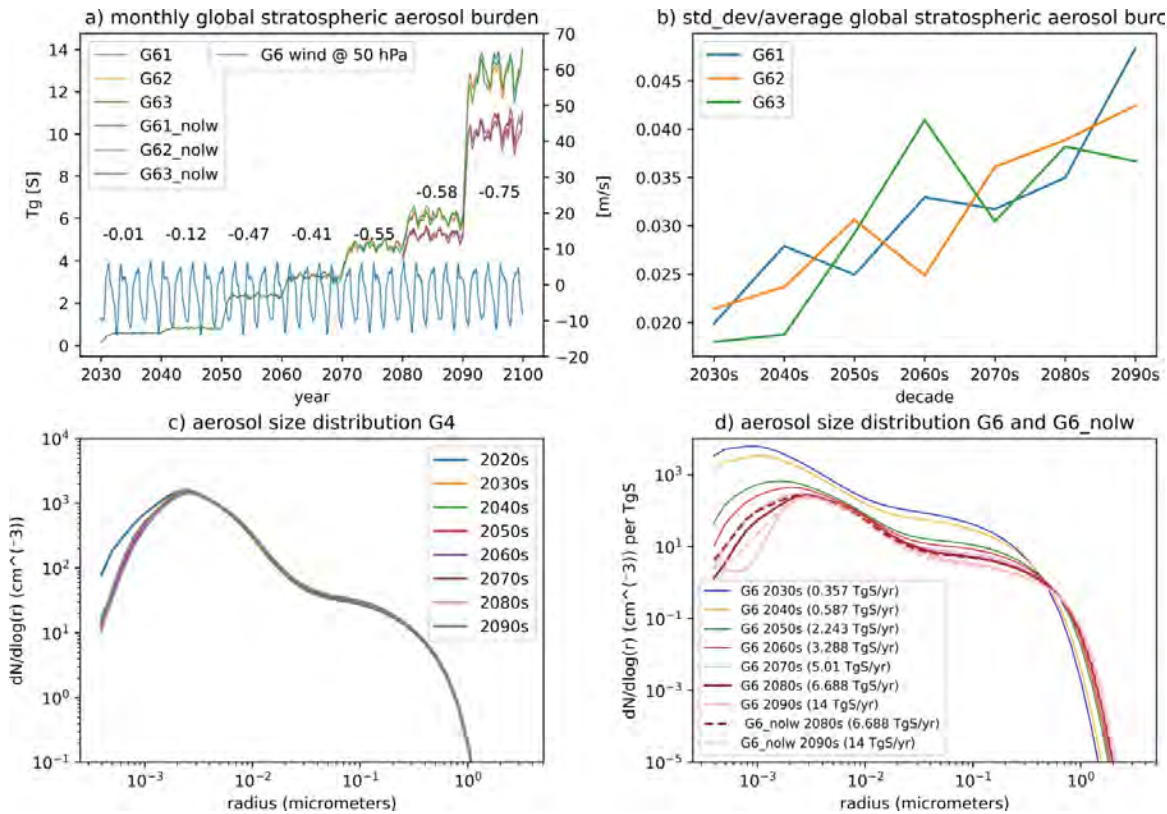 a) monthly global stratospheric aerosol burden
G61
G62
G63
G61_nolw
G62_nolw
G63_nolw
G6 wind @ 50 hPa
-0.01
-0.12
-0.47
-0.41
-0.55
-0.58
-0.75
Tg [S]
14
12
10
8
6
4
2
0
[m/s]
70
60
50
40
30
20
10
0
−10
−20
2030
2040
2050
2060
2070
2080
2090
2100
year
b) std_dev/average global stratospheric aerosol burd
G61
G62
G63
0.045
0.040
0.035
0.030
0.025
0.020
2030s
2040s
2050s
2060s
2070s
2080s
2090s
decade
c) aerosol size distribution G4
2020s
2030s
2040s
2050s
2060s
2070s
2080s
2090s
dN/dlog(r) (cm^(-3))
10^4
10^3
10^2
10^1
10^0
10^−1
10^−3
10^−2
10^−1
10^0
radius (micrometers)
d) aerosol size distribution G6 and G6_nolw
G6 2030s (0.357 TgS/yr)
G6 2040s (0.587 TgS/yr)
G6 2050s (2.243 TgS/yr)
G6 2060s (3.288 TgS/yr)
G6 2070s (5.01 TgS/yr)
G6 2080s (6.688 TgS/yr)
G6 2090s (14 TgS/yr)
G6_nolw 2080s (6.688 TgS/yr)
G6_nolw 2090s (14 TgS/yr)
dN/dlog(r) (cm^(-3)) per TgS
10^3
10^1
10^−1
10^−3
10^−5
10^−3
10^−2
10^−1
10^0
radius (micrometers)